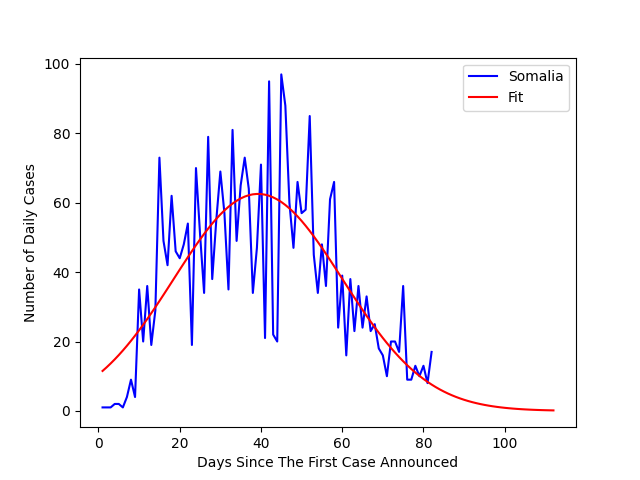 Somalia
Fit
Number of Daily Cases
100
80
60
40
20
0
0 20 40 60 80 100
Days Since The First Case Announced